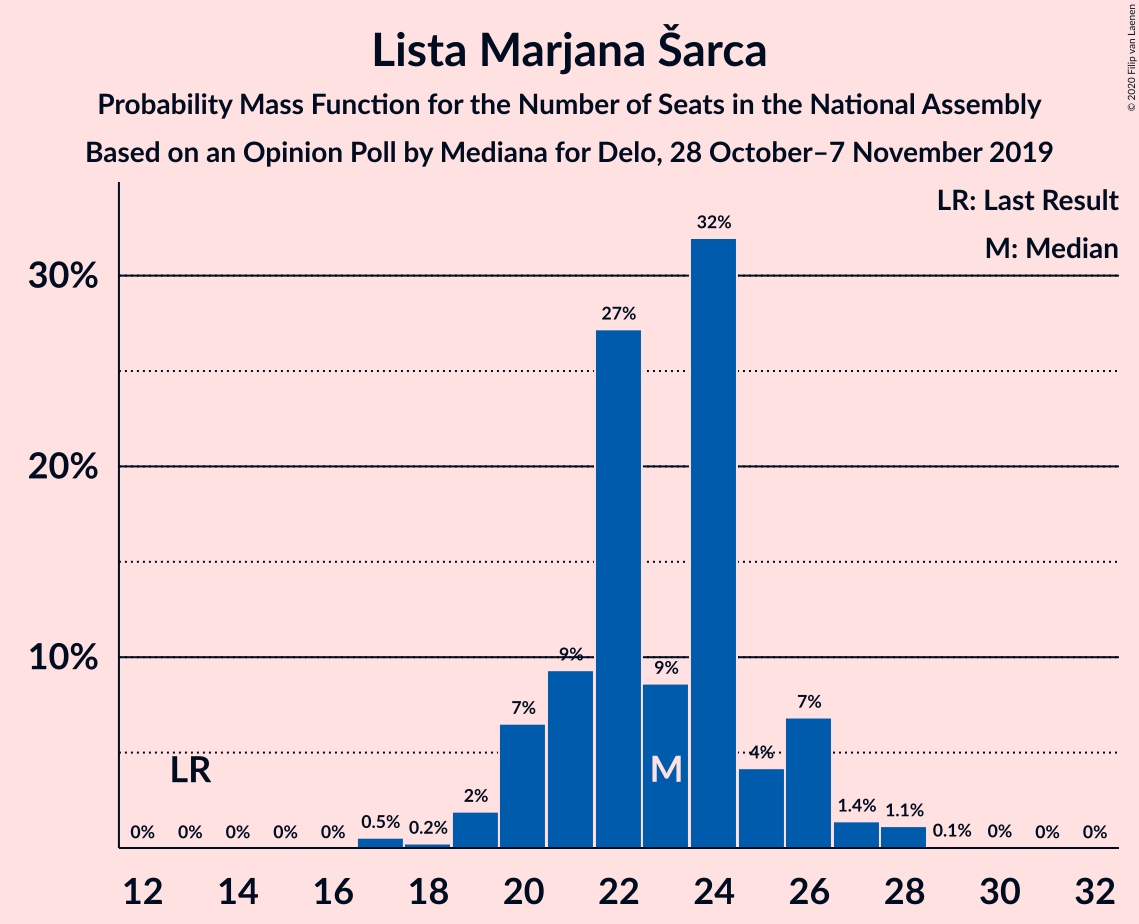 Lista Marjana Šarca
Probability Mass Function for the Number of Seats in the National Assembly
Based on an Opinion Poll by Mediana for Delo, 28 October–7 November 2019
© 2020 Filip van Laenen
LR: Last Result
M: Median
30%
20%
10%
0% 0% 0% 0% 0% 0.5% 0.2% 2% 7% 9% 27% 9% 32% 4% 7% 1.4% 1.1% 0.1% 0% 0% 0%
LR
M
12 14 16 18 20 22 24 26 28 30 32